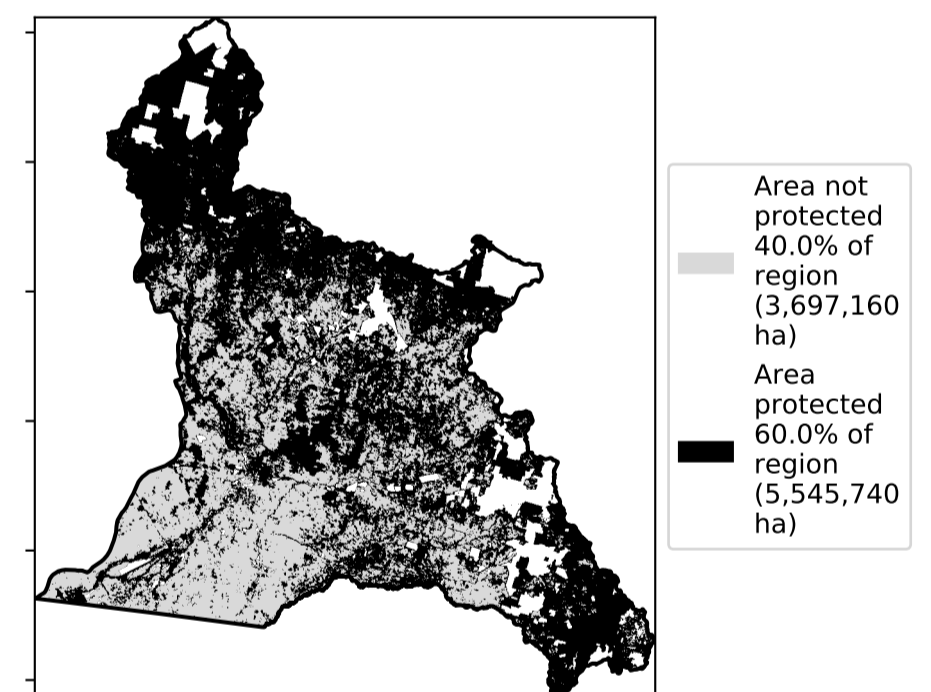 Area not
protected
40.0% of
region
(3,697,160
ha)
Area
protected
60.0% of
region
(5,545,740
ha)